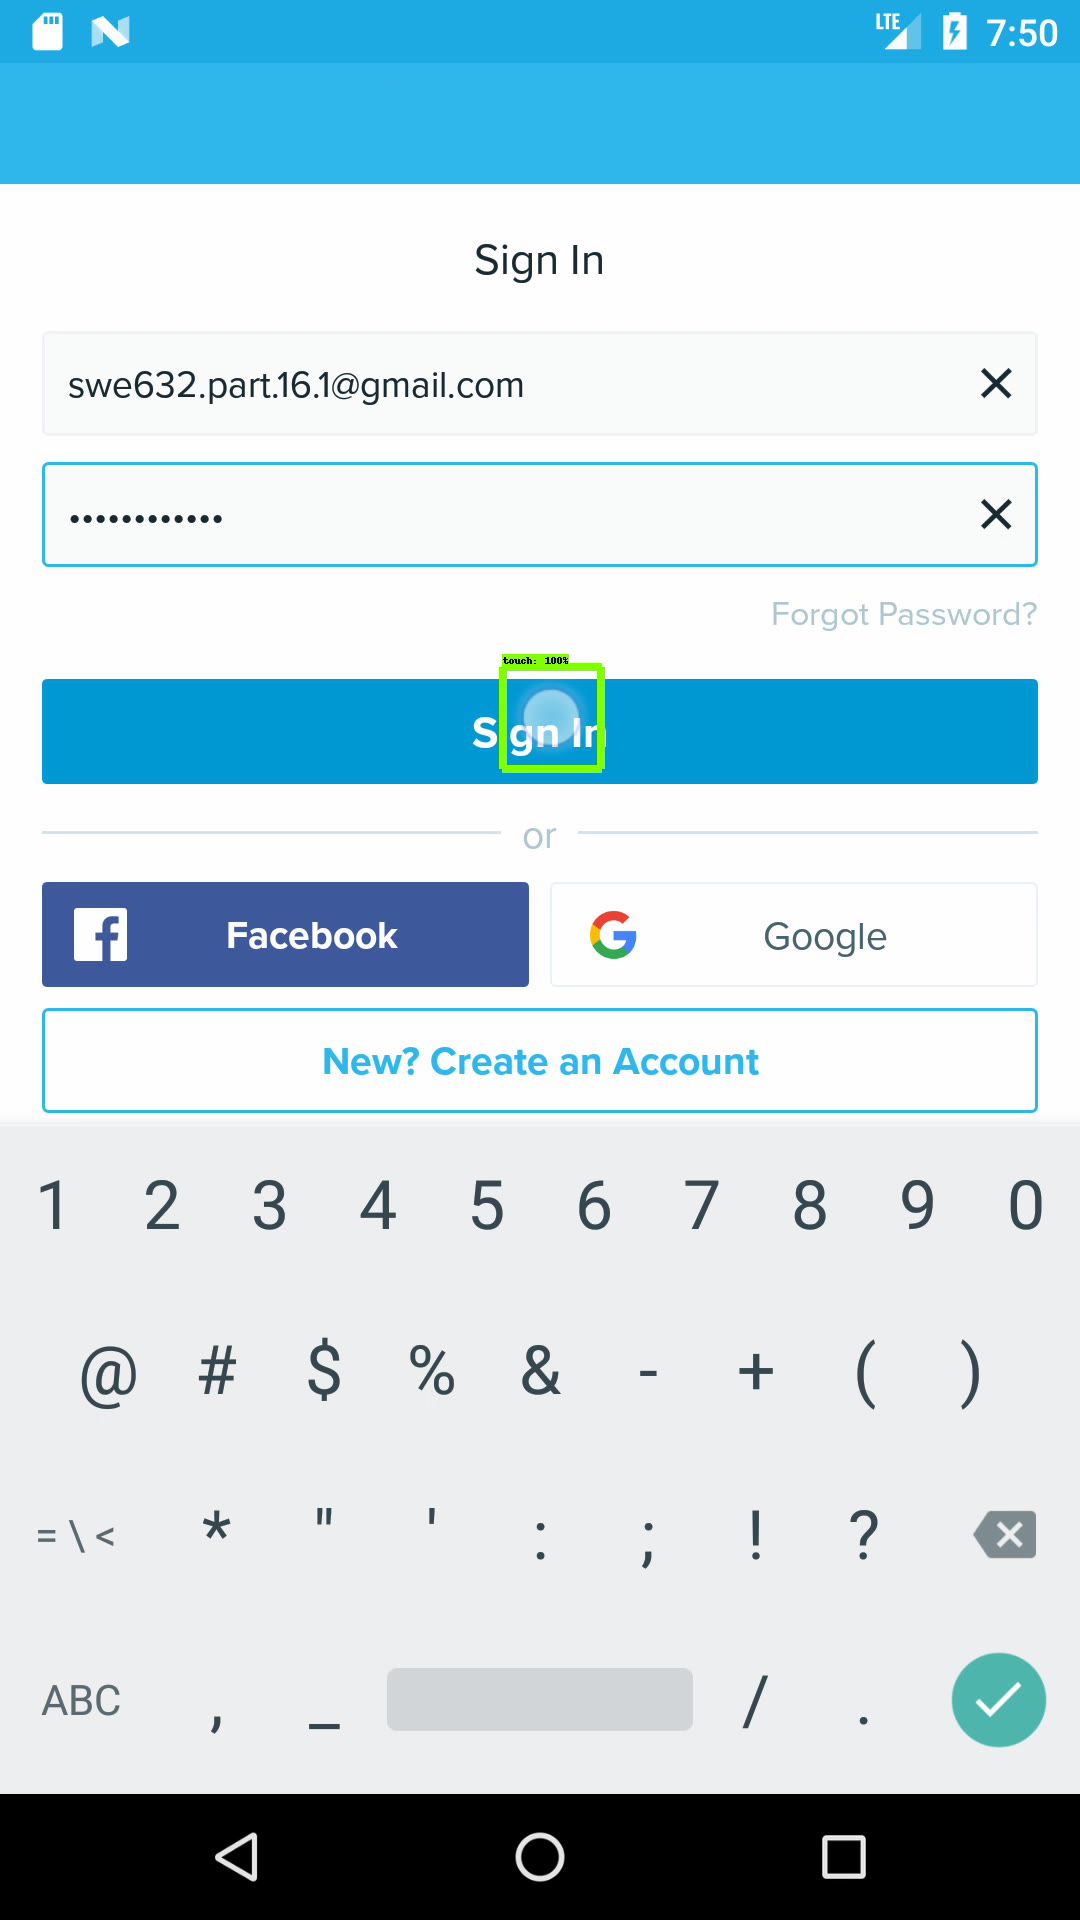 LTE 7:50
Sign In
swe632.part.16.1@gmail.com
••••••••••••
Forgot Password?
touch: 100%
Sign In
or
Facebook
Google
New? Create an Account
1 2 3 4 5 6 7 8 9 0
@ # $ % & - + ( )
= \ < * " ' : ; ! ?
ABC , _ / .